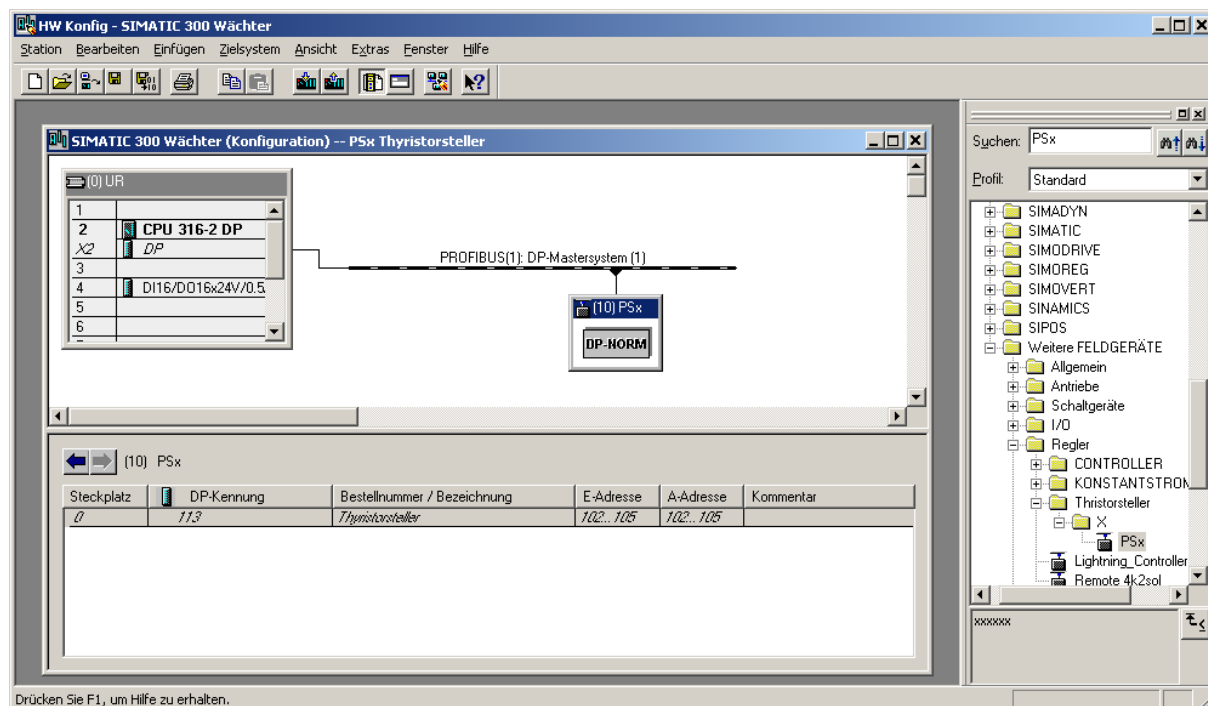 HW Konfig - SIMATIC 300 Wächter
Station Bearbeiten Einfügen Zielsystem Ansicht Extras Fenster Hilfe
SIMATIC 300 Wächter (Konfiguration) -- PSx Thyristorsteller
(0) UR
1
2 CPU 316-2 DP
X2 DP
3
4 DI16/DO16x24V/0.5
5
6
PROFIBUS(1): DP-Mastersystem (1)
(10) PSx
DP-NORM
(10) PSx
Steckplatz DP-Kennung Bestellnummer / Bezeichnung E-Adresse A-Adresse Kommentar
0 113 Thyristorsteller 102...105 102...105
Suchen: PSx
Profil: Standard
SIMADYN
SIMATIC
SIMODRIVE
SIMOREG
SIMOVERT
SINAMICS
SIPOS
Weitere FELDGERÄTE
Allgemein
Antriebe
Schaltgeräte
I/O
Regler
CONTROLLER
KONSTANTSTROM
Thristorsteller
X
PSx
Lightning_Controller
Remote 4k2sol
xxxxxx
Drücken Sie F1, um Hilfe zu erhalten.